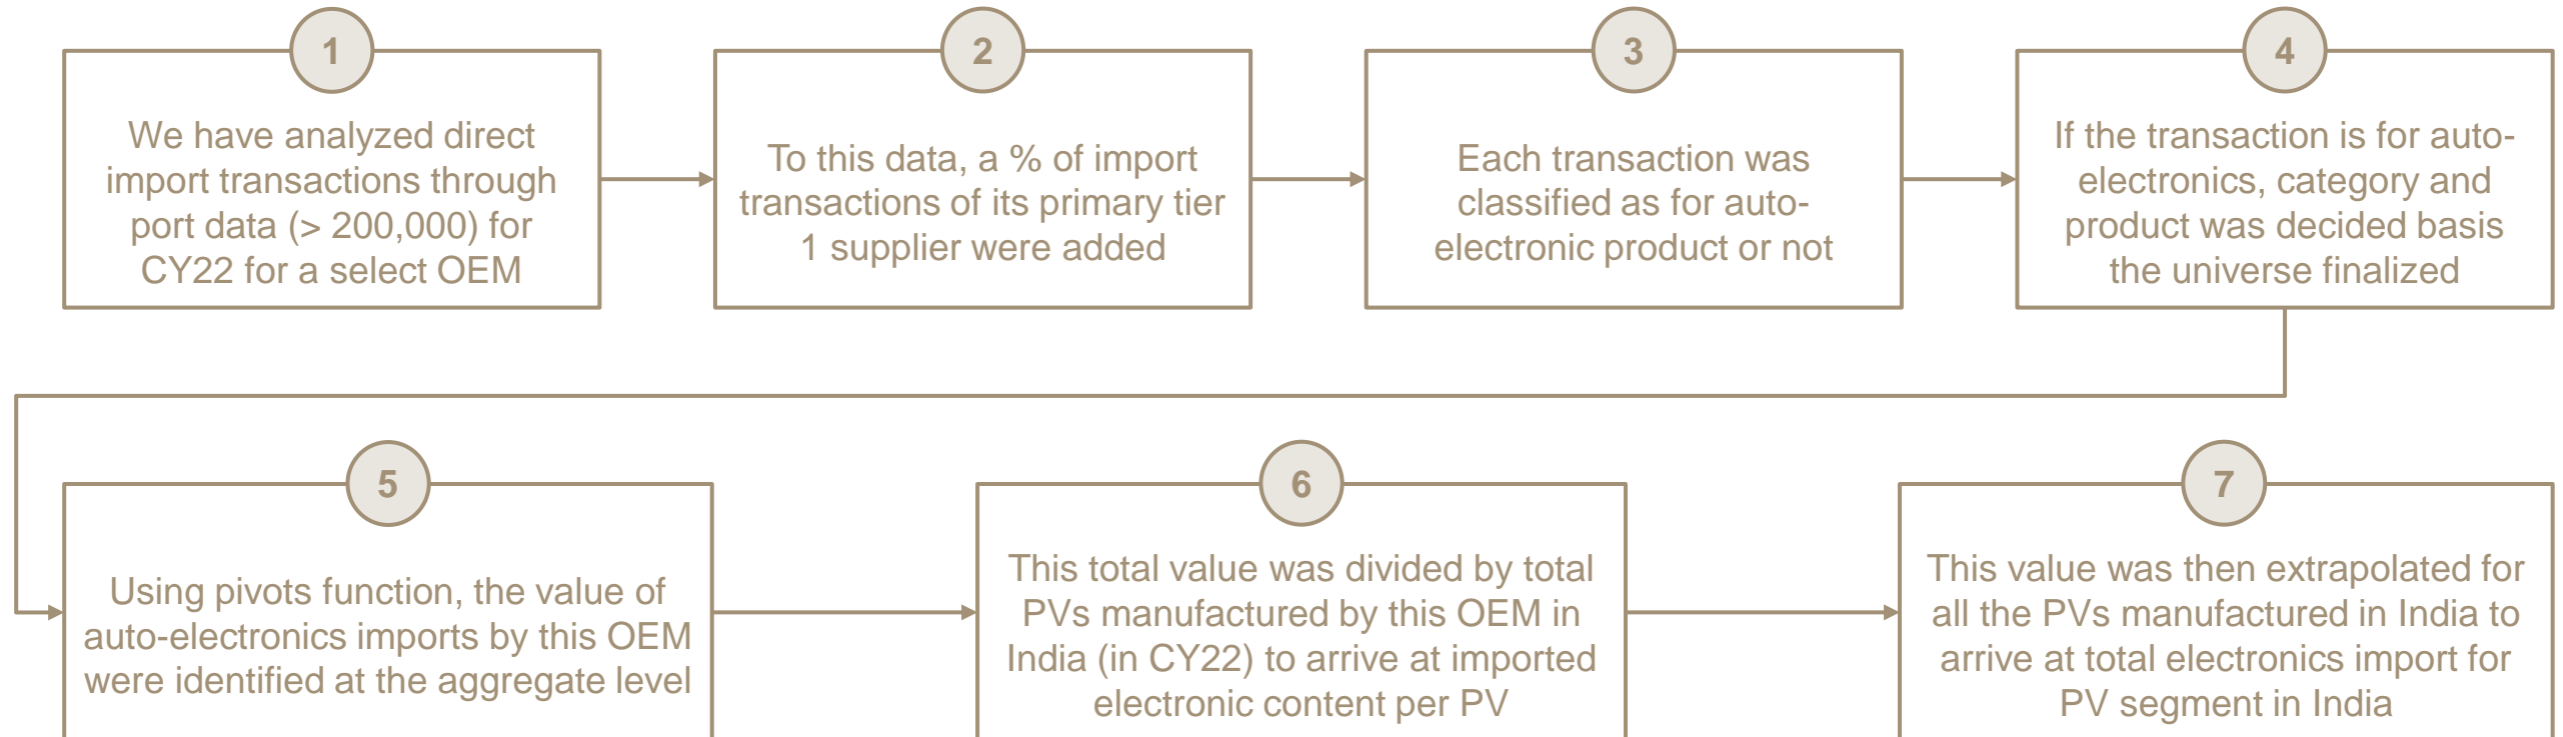 1
We have analyzed direct
import transactions through
port data (> 200,000) for
CY22 for a select OEM
2
To this data, a % of import
transactions of its primary tier
1 supplier were added
3
Each transaction was
classified as for auto-
electronic product or not
4
If the transaction is for auto-
electronics, category and
product was decided basis
the universe finalized
5
Using pivots function, the value of
auto-electronics imports by this OEM
were identified at the aggregate level
6
This total value was divided by total
PVs manufactured by this OEM in
India (in CY22) to arrive at imported
electronic content per PV
7
This value was then extrapolated for
all the PVs manufactured in India to
arrive at total electronics import for
PV segment in India